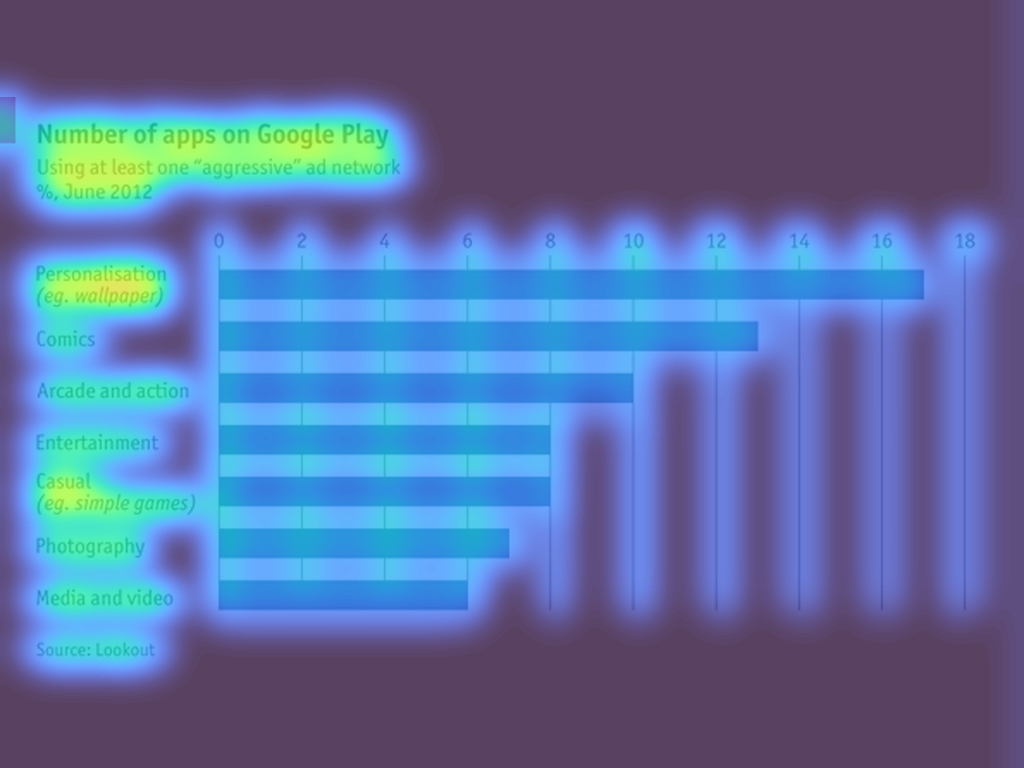 Number of apps on Google Play
Using at least one “aggressive” ad network
%, June 2012
0 2 4 6 8 10 12 14 16 18
Personalisation
(eg. wallpaper)
Comics
Arcade and action
Entertainment
Casual
(eg. simple games)
Photography
Media and video
Source: Lookout